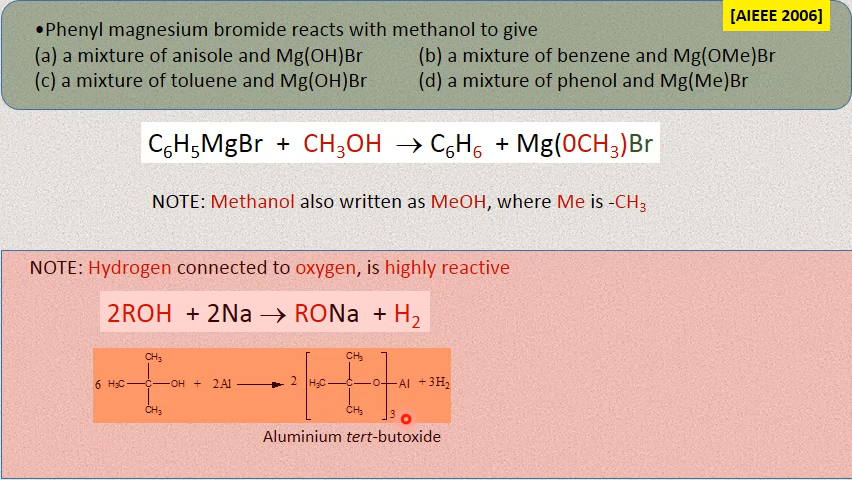 [AIEEE 2006]
•Phenyl magnesium bromide reacts with methanol to give
(a) a mixture of anisole and Mg(OH)Br (b) a mixture of benzene and Mg(OMe)Br
(c) a mixture of toluene and Mg(OH)Br (d) a mixture of phenol and Mg(Me)Br
C₆H₅MgBr + CH₃OH → C₆H₆ + Mg(0CH₃)Br
NOTE: Methanol also written as MeOH, where Me is -CH₃
NOTE: Hydrogen connected to oxygen, is highly reactive
2ROH + 2Na → RONa + H₂
CH₃ CH₃
6 H₃C—C—OH + 2Al → 2 [H₃C—C—O—]₃Al + 3H₂
CH₃ CH₃
Aluminium tert-butoxide